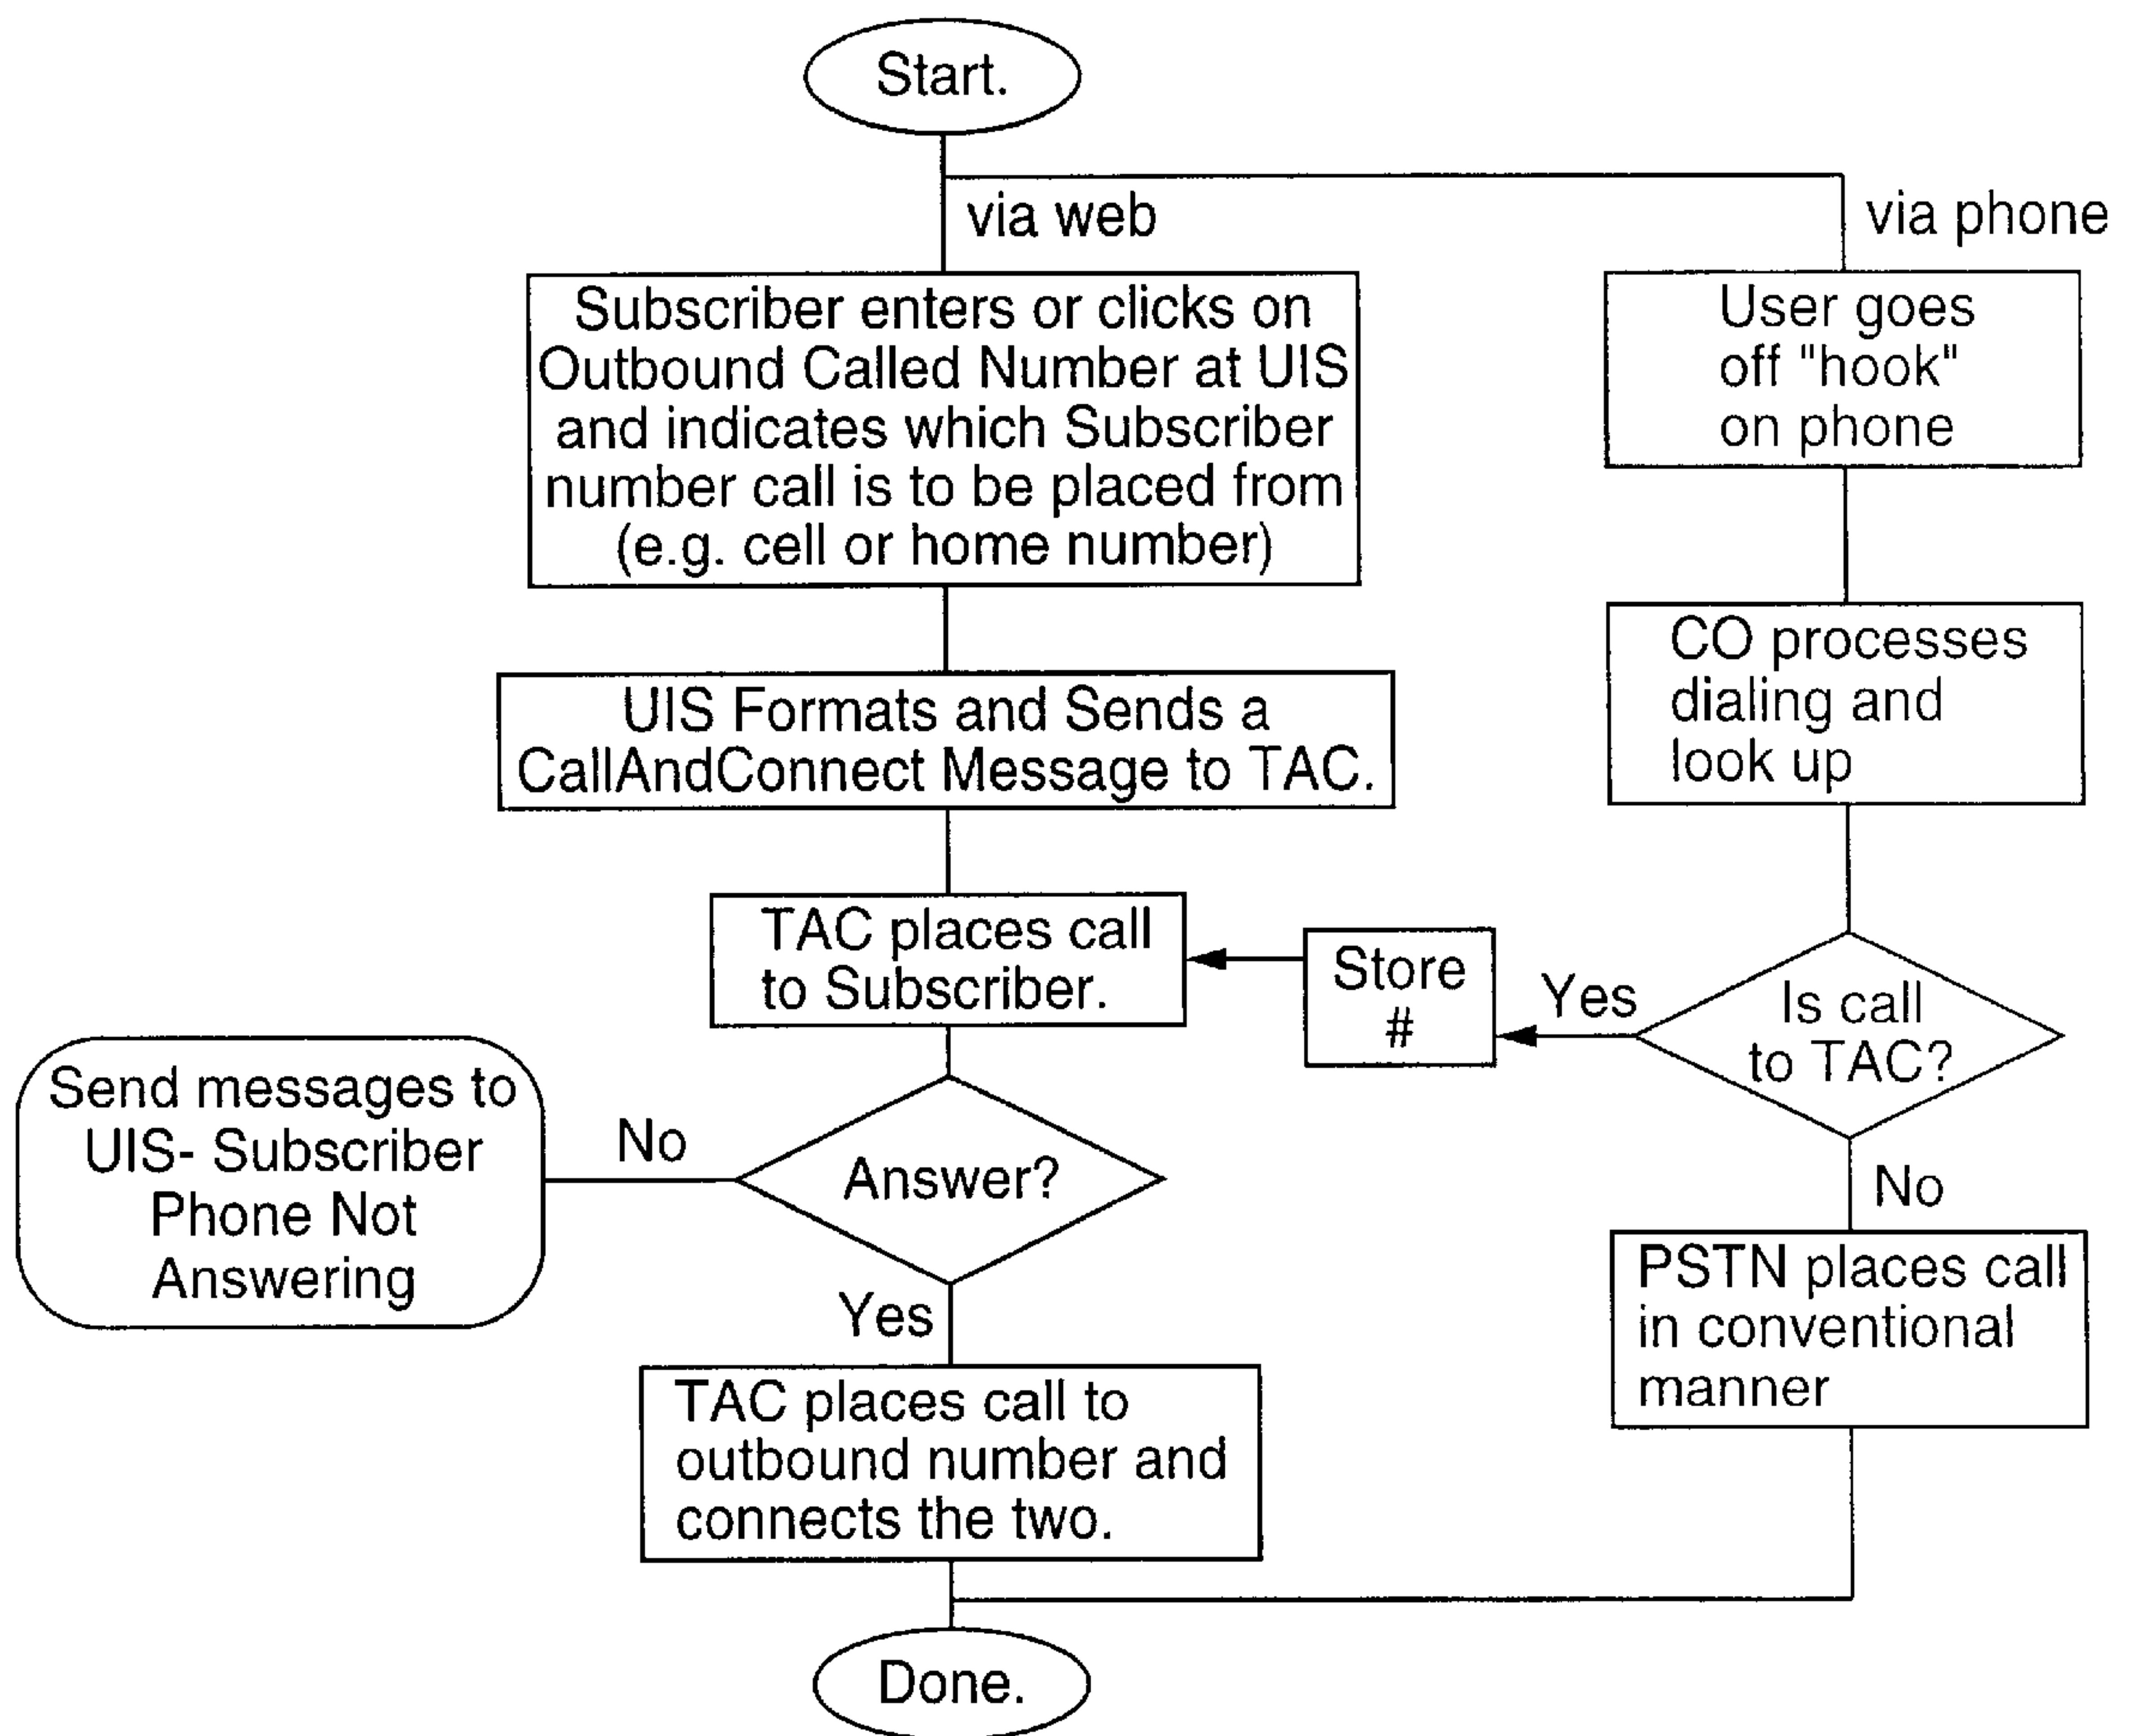 Start.
via web
via phone
Subscriber enters or clicks on
Outbound Called Number at UIS
and indicates which Subscriber
number call is to be placed from
(e.g. cell or home number)
User goes
off "hook"
on phone
UIS Formats and Sends a
CallAndConnect Message to TAC.
CO processes
dialing and
look up
TAC places call
to Subscriber.
Store
#
Yes
Is call
to TAC?
Send messages to
UIS- Subscriber
Phone Not
Answering
No
Answer?
No
Yes
PSTN places call
in conventional
manner
TAC places call to
outbound number and
connects the two.
Done.